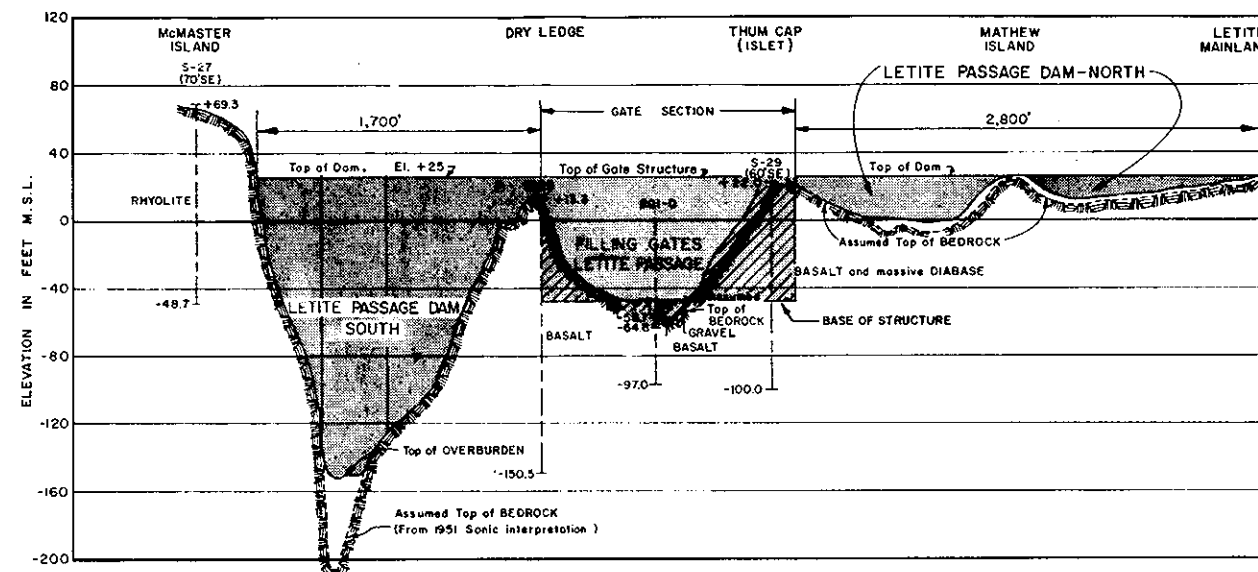 120
80
40
0
-40
-80
-120
-160
-200
ELEVATION IN FEET M.S.L.
McMASTER
ISLAND
S-27
(70'SE)
+69.3
RHYOLITE
-48.7
1,700'
Top of Dam, El. +25
LETITE PASSAGE DAM
SOUTH
Top of OVERBURDEN
Assumed Top of BEDROCK
(From 1951 Sonic interpretation)
DRY LEDGE
BASALT
-150.5
GATE SECTION
Top of Gate Structure
FILLING GATES
LETITE PASSAGE
Assumed
Top of
BEDROCK
GRAVEL
BASALT
-64.8
-97.0
THUM CAP
(ISLET)
S-29
(60'SE)
-100.0
BASALT and massive DIABASE
BASE OF STRUCTURE
2,800'
Top of Dam
Assumed Top of BEDROCK
MATHEW
ISLAND
LETITE PASSAGE DAM-NORTH
LETITE
MAINLAN